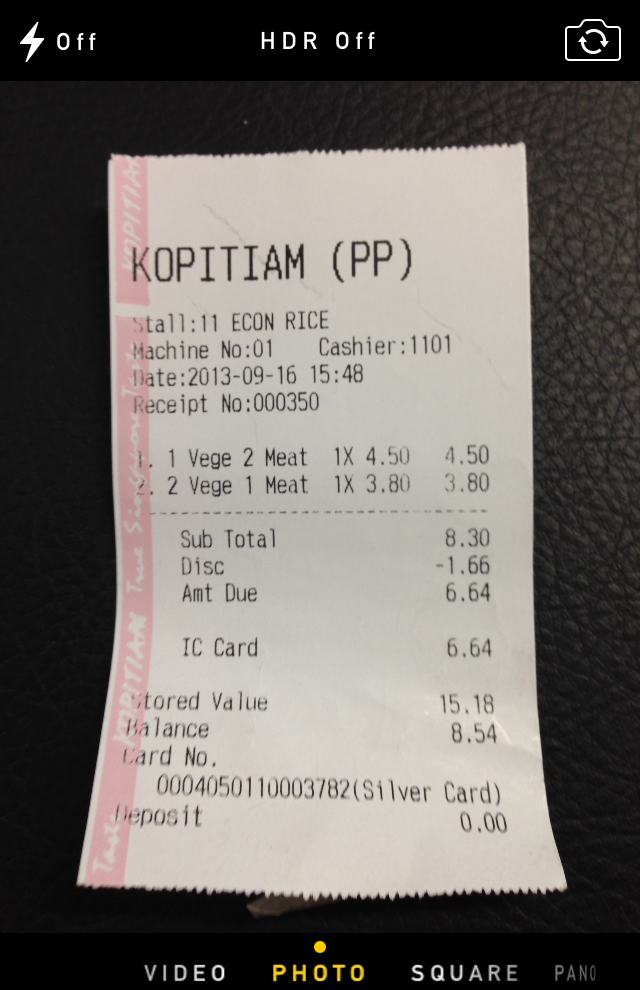 Off HDR Off
KOPITIAM (PP)
Stall:11 ECON RICE
Machine No:01 Cashier:1101
Date:2013-09-16 15:48
Receipt No:000350
1. 1 Vege 2 Meat 1X 4.50 4.50
2. 2 Vege 1 Meat 1X 3.80 3.80
Sub Total 8.30
Disc -1.66
Amt Due 6.64
IC Card 6.64
Stored Value 15.18
Balance 8.54
Card No.
0004050110003782(Silver Card)
Deposit 0.00
KOPITIAM
True Singapore Taste
KOPITIAM
Taste
VIDEO PHOTO SQUARE PANO